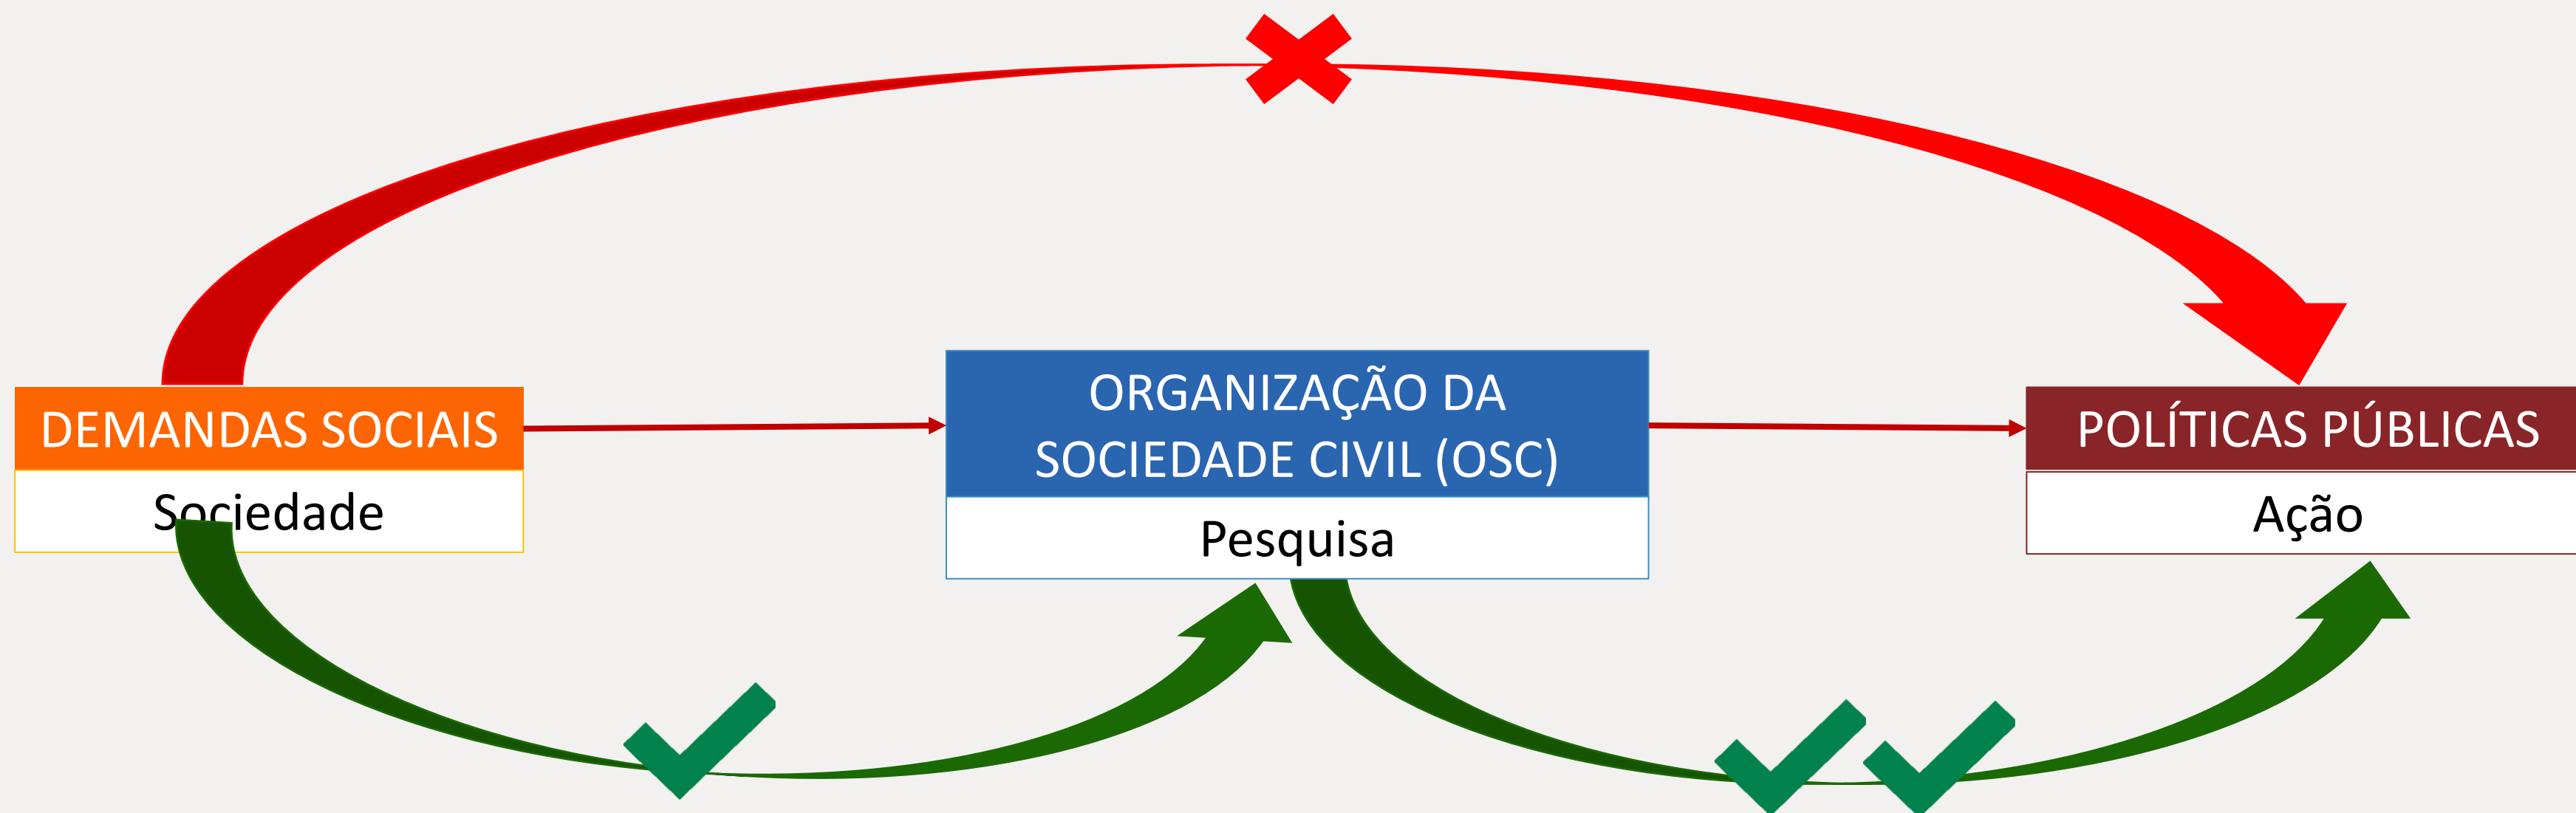 DEMANDAS SOCIAIS
Sociedade
ORGANIZAÇÃO DA
SOCIEDADE CIVIL (OSC)
Pesquisa
POLÍTICAS PÚBLICAS
Ação